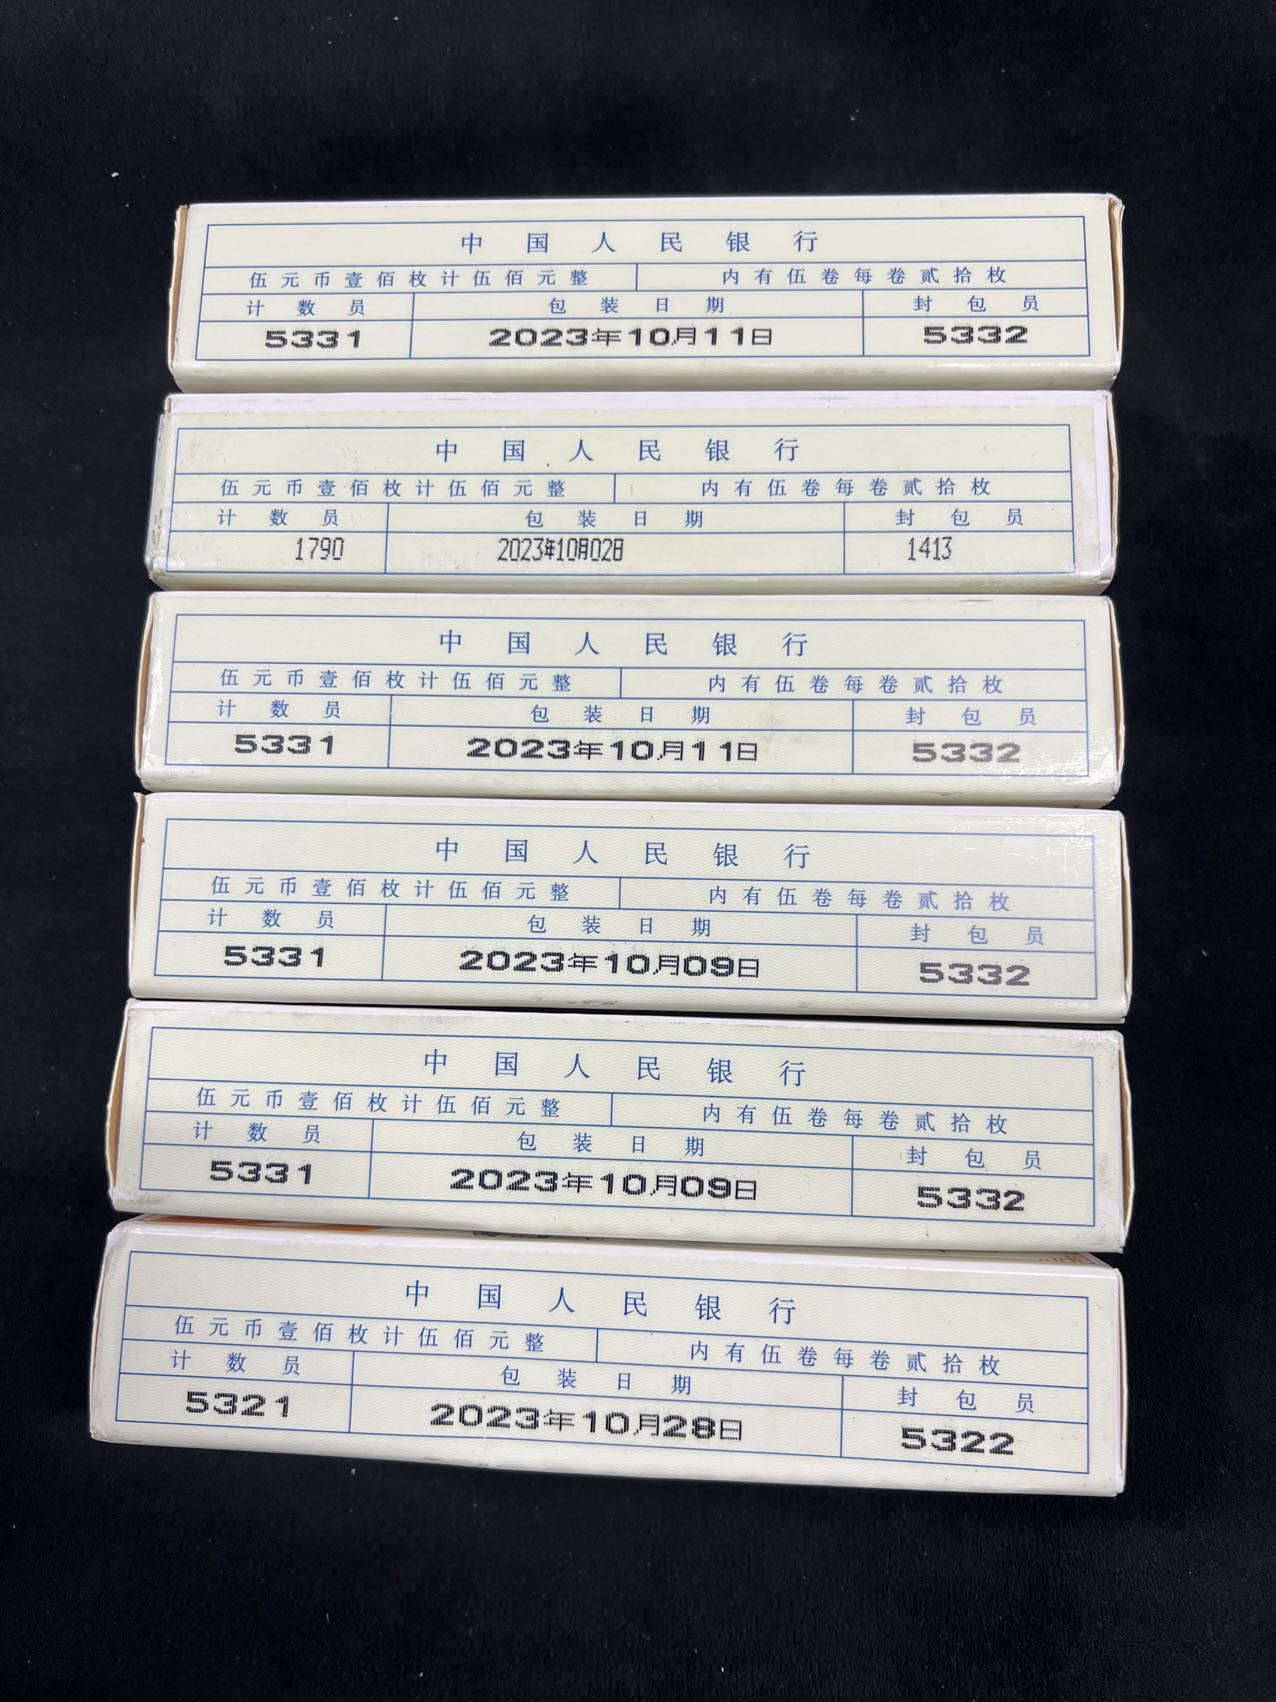 中国人民银行
伍元币壹佰枚计伍佰元整 内有伍卷每卷贰拾枚
计数员 包装日期 封包员
5331 2023年10月11日 5332
中国人民银行
伍元币壹佰枚计伍佰元整 内有伍卷每卷贰拾枚
计数员 包装日期 封包员
1790 2023年10月02日 1413
中国人民银行
伍元币壹佰枚计伍佰元整 内有伍卷每卷贰拾枚
计数员 包装日期 封包员
5331 2023年10月11日 5332
中国人民银行
伍元币壹佰枚计伍佰元整 内有伍卷每卷贰拾枚
计数员 包装日期 封包员
5331 2023年10月09日 5332
中国人民银行
伍元币壹佰枚计伍佰元整 内有伍卷每卷贰拾枚
计数员 包装日期 封包员
5331 2023年10月09日 5332
中国人民银行
伍元币壹佰枚计伍佰元整 内有伍卷每卷贰拾枚
计数员 包装日期 封包员
5321 2023年10月28日 5322